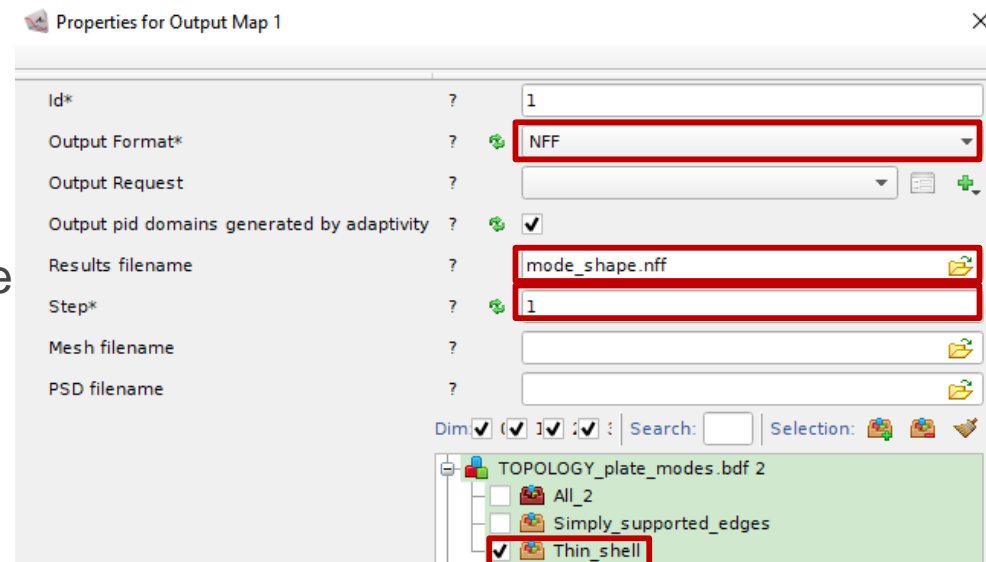 Properties for Output Map 1
Id* ? 1
Output Format* ? NFF
Output Request ?
Output pid domains generated by adaptivity ?
Results filename ? mode_shape.nff
e
Step* ? 1
Mesh filename ?
PSD filename ?
Dim: Search: Selection:
TOPOLOGY_plate_modes.bdf 2
All_2
Simply_supported_edges
Thin_shell